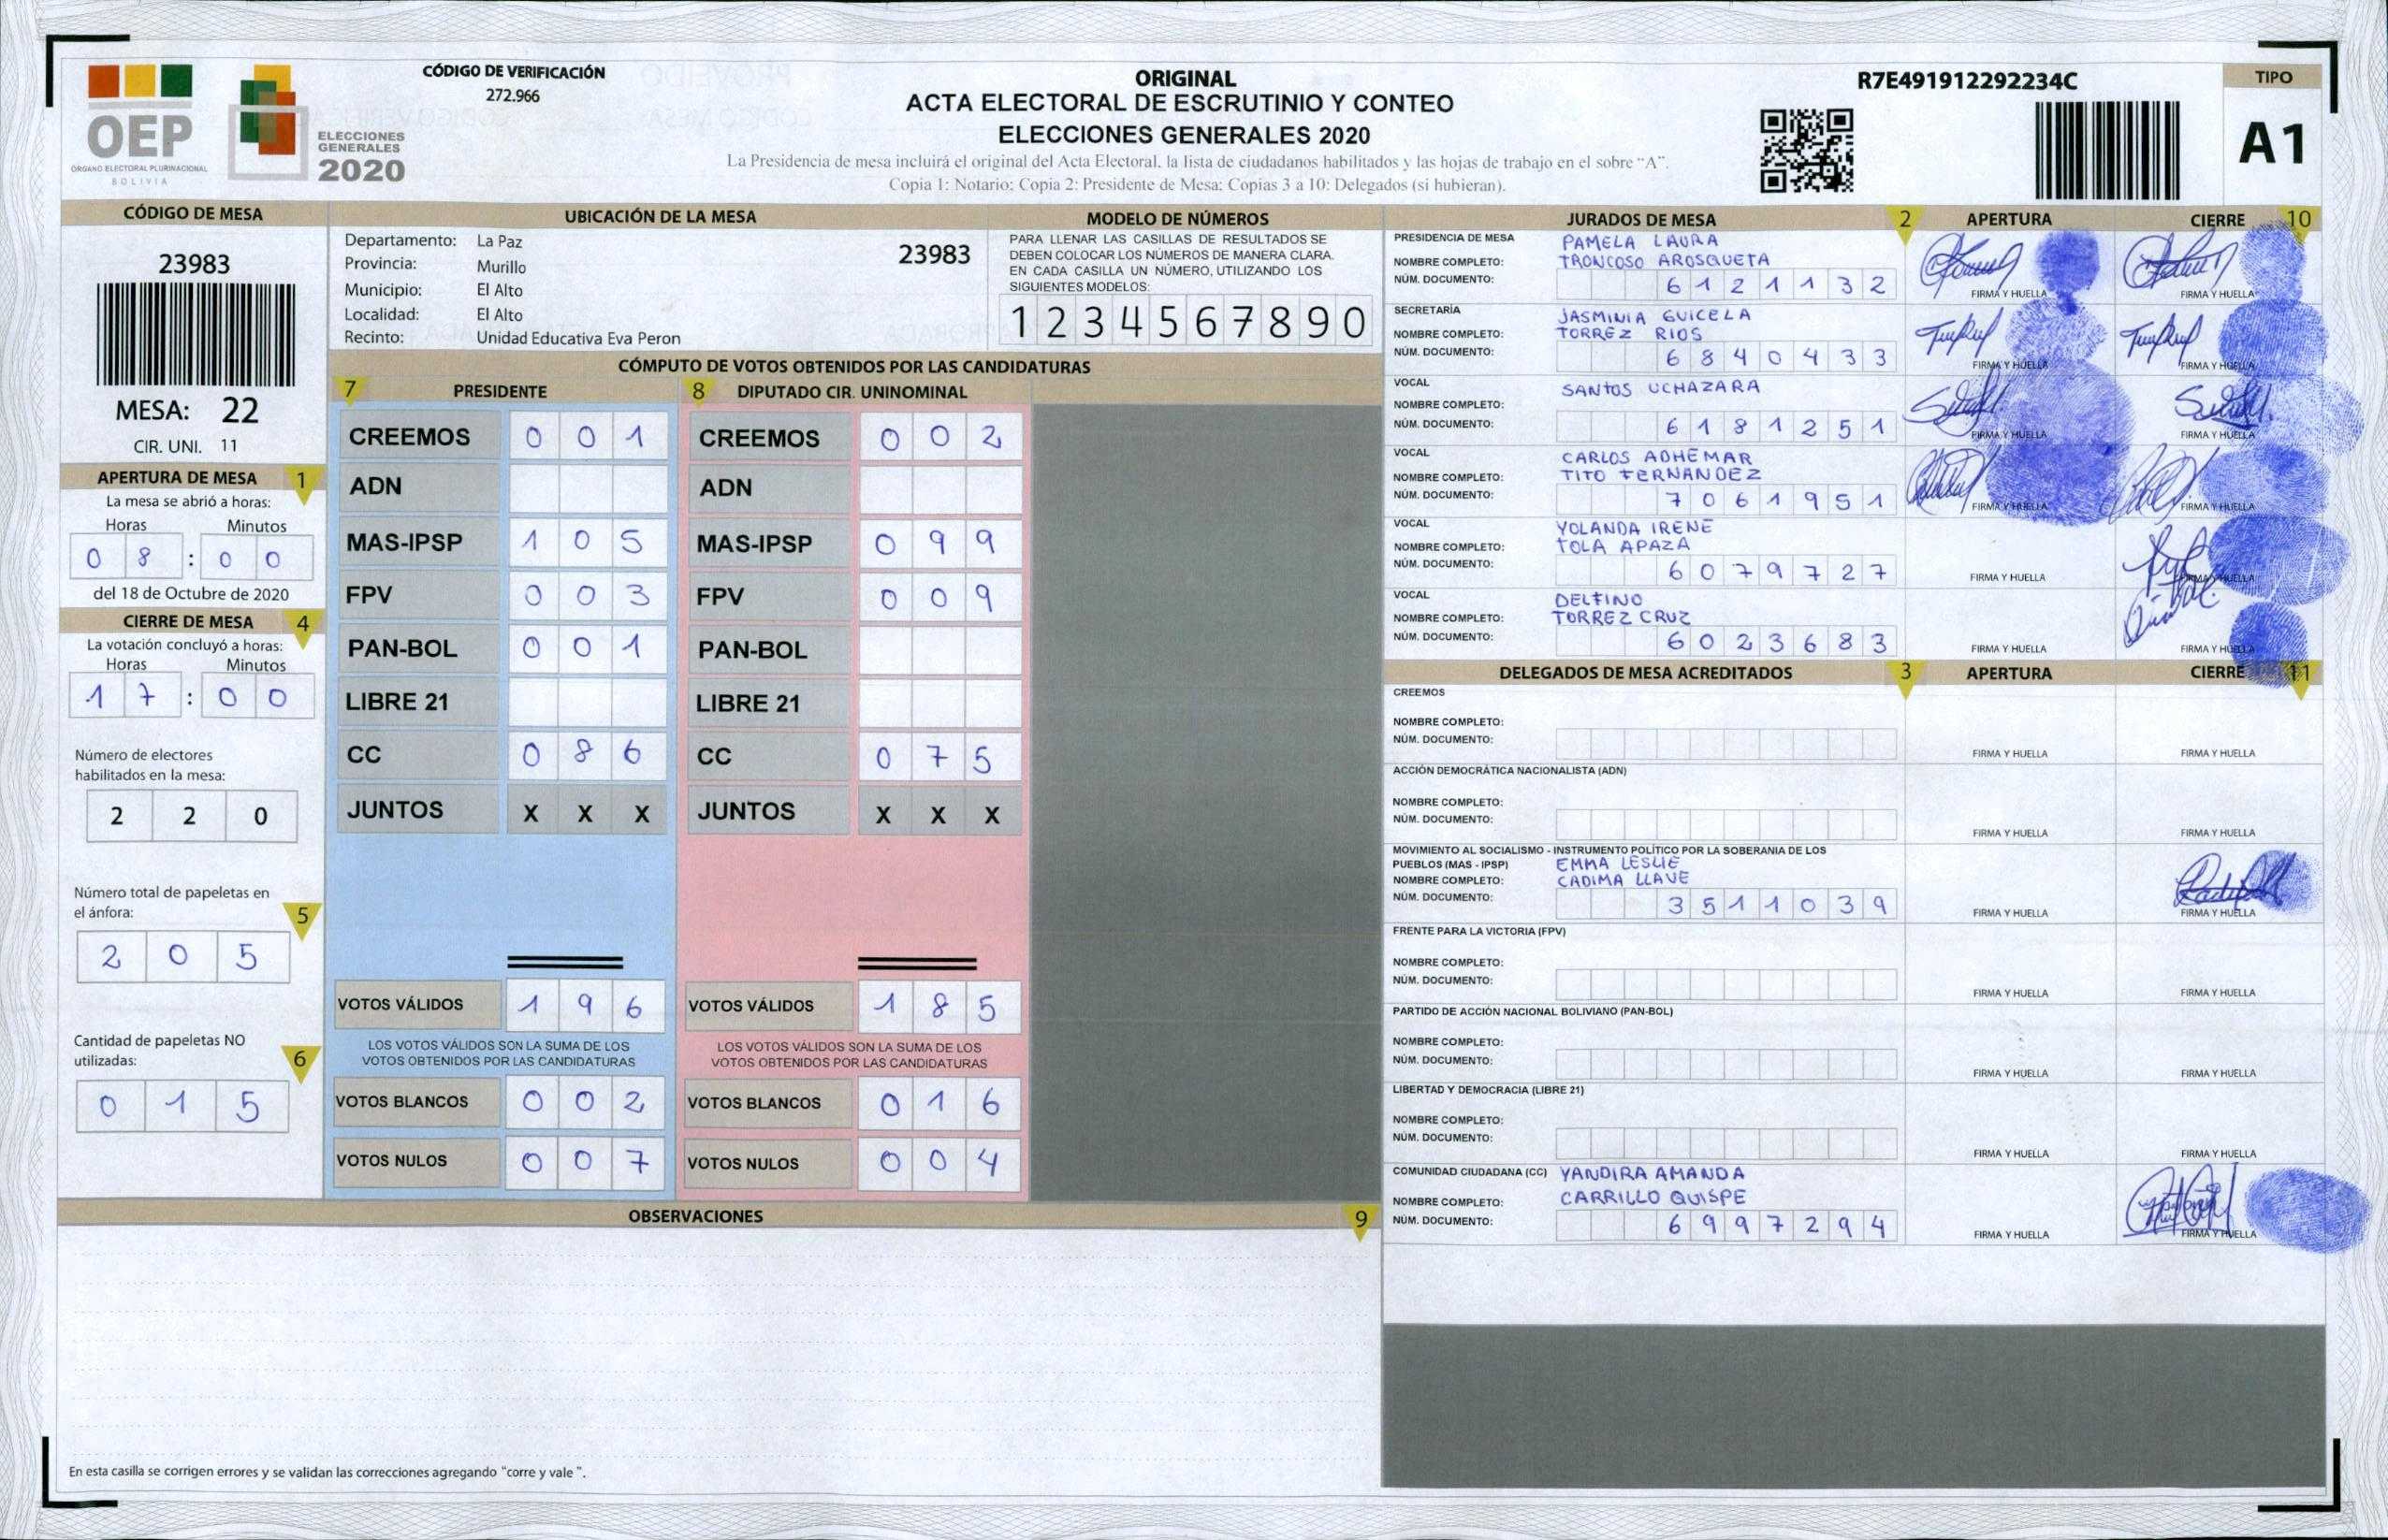 OEP
ÓRGANO ELECTORAL PLURINACIONAL
BOLIVIA
ELECCIONES
GENERALES
2020
CÓDIGO DE VERIFICACIÓN
272.966
ORIGINAL
ACTA ELECTORAL DE ESCRUTINIO Y CONTEO
ELECCIONES GENERALES 2020
La Presidencia de mesa incluirá el original del Acta Electoral, la lista de ciudadanos habilitados y las hojas de trabajo en el sobre "A".
Copia 1: Notario; Copia 2: Presidente de Mesa; Copias 3 a 10: Delegados (si hubieran).
R7E491912292234C
TIPO
A1
CÓDIGO DE MESA
23983
MESA: 22
CIR. UNI. 11
APERTURA DE MESA 1
La mesa se abrió a horas:
Horas Minutos
0 8 : 0 0
del 18 de Octubre de 2020
CIERRE DE MESA 4
La votación concluyó a horas:
Horas Minutos
1 7 : 0 0
Número de electores
habilitados en la mesa:
2 2 0
Número total de papeletas en
el ánfora: 5
2 0 5
Cantidad de papeletas NO
utilizadas: 6
0 1 5
UBICACIÓN DE LA MESA
Departamento: La Paz
23983
Provincia: Murillo
Municipio: El Alto
Localidad: El Alto
Recinto: Unidad Educativa Eva Peron
MODELO DE NÚMEROS
PARA LLENAR LAS CASILLAS DE RESULTADOS SE
DEBEN COLOCAR LOS NÚMEROS DE MANERA CLARA.
EN CADA CASILLA UN NÚMERO, UTILIZANDO LOS
SIGUIENTES MODELOS:
1 2 3 4 5 6 7 8 9 0
CÓMPUTO DE VOTOS OBTENIDOS POR LAS CANDIDATURAS
7 PRESIDENTE
CREEMOS 0 0 1
ADN
MAS-IPSP 1 0 5
FPV 0 0 3
PAN-BOL 0 0 1
LIBRE 21
CC 0 8 6
JUNTOS X X X
VOTOS VÁLIDOS 1 9 6
LOS VOTOS VÁLIDOS SON LA SUMA DE LOS
VOTOS OBTENIDOS POR LAS CANDIDATURAS
VOTOS BLANCOS 0 0 2
VOTOS NULOS 0 0 7
8 DIPUTADO CIR. UNINOMINAL
CREEMOS 0 0 2
ADN
MAS-IPSP 0 9 9
FPV 0 0 9
PAN-BOL
LIBRE 21
CC 0 7 5
JUNTOS X X X
VOTOS VÁLIDOS 1 8 5
LOS VOTOS VÁLIDOS SON LA SUMA DE LOS
VOTOS OBTENIDOS POR LAS CANDIDATURAS
VOTOS BLANCOS 0 1 6
VOTOS NULOS 0 0 4
OBSERVACIONES 9
En esta casilla se corrigen errores y se validan las correcciones agregando "corre y vale".
JURADOS DE MESA 2 APERTURA CIERRE 10
PRESIDENCIA DE MESA PAMELA LAURA
NOMBRE COMPLETO: TRONCOSO AROSQUETA
NÚM. DOCUMENTO: 6 1 2 1 1 3 2
FIRMA Y HUELLA FIRMA Y HUELLA
SECRETARÍA JASMINIA GUICELA
NOMBRE COMPLETO: TORREZ RIOS
NÚM. DOCUMENTO: 6 8 4 0 4 3 3
FIRMA Y HUELLA FIRMA Y HUELLA
VOCAL SANTOS UCHAZARA
NOMBRE COMPLETO:
NÚM. DOCUMENTO: 6 1 8 1 2 5 1
FIRMA Y HUELLA FIRMA Y HUELLA
VOCAL CARLOS ADHEMAR
NOMBRE COMPLETO: TITO FERNANDEZ
NÚM. DOCUMENTO: 7 0 6 1 9 5 1
FIRMA Y HUELLA FIRMA Y HUELLA
VOCAL YOLANDA IRENE
NOMBRE COMPLETO: TOLA APAZA
NÚM. DOCUMENTO: 6 0 7 9 7 2 7
FIRMA Y HUELLA FIRMA Y HUELLA
VOCAL DELFINO
NOMBRE COMPLETO: TORREZ CRUZ
NÚM. DOCUMENTO: 6 0 2 3 6 8 3
FIRMA Y HUELLA FIRMA Y HUELLA
DELEGADOS DE MESA ACREDITADOS 3 APERTURA CIERRE 11
CREEMOS
NOMBRE COMPLETO:
NÚM. DOCUMENTO:
FIRMA Y HUELLA FIRMA Y HUELLA
ACCIÓN DEMOCRÁTICA NACIONALISTA (ADN)
NOMBRE COMPLETO:
NÚM. DOCUMENTO:
FIRMA Y HUELLA FIRMA Y HUELLA
MOVIMIENTO AL SOCIALISMO - INSTRUMENTO POLÍTICO POR LA SOBERANIA DE LOS
PUEBLOS (MAS - IPSP) EMMA LESLIE
NOMBRE COMPLETO: CADIMA LLAVE
NÚM. DOCUMENTO: 3 5 1 1 0 3 9
FIRMA Y HUELLA FIRMA Y HUELLA
FRENTE PARA LA VICTORIA (FPV)
NOMBRE COMPLETO:
NÚM. DOCUMENTO:
FIRMA Y HUELLA FIRMA Y HUELLA
PARTIDO DE ACCIÓN NACIONAL BOLIVIANO (PAN-BOL)
NOMBRE COMPLETO:
NÚM. DOCUMENTO:
FIRMA Y HUELLA FIRMA Y HUELLA
LIBERTAD Y DEMOCRACIA (LIBRE 21)
NOMBRE COMPLETO:
NÚM. DOCUMENTO:
FIRMA Y HUELLA FIRMA Y HUELLA
COMUNIDAD CIUDADANA (CC) YANDIRA AMANDA
NOMBRE COMPLETO: CARRILLO QUISPE
NÚM. DOCUMENTO: 6 9 9 7 2 9 4
FIRMA Y HUELLA FIRMA Y HUELLA